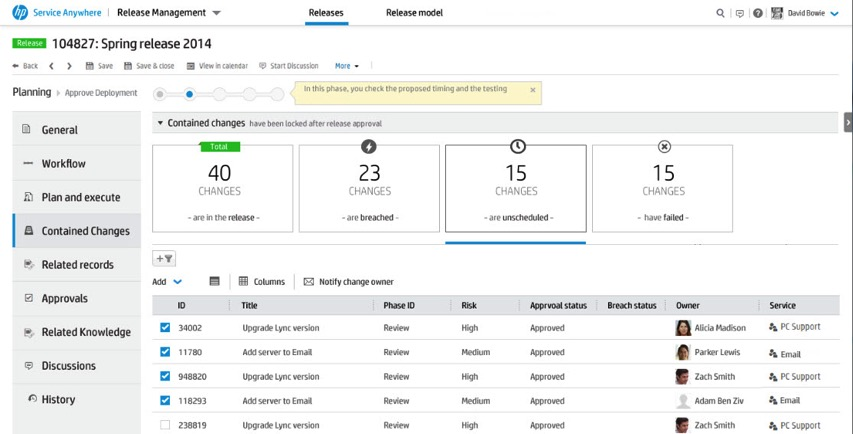 hp Service Anywhere | Release Management Releases Release model David Bowie
Release 104827: Spring release 2014
Back Save Save & close View in calendar Start Discussion More
Planning Approve Deployment In this phase, you check the proposed timing and the testing
General
Workflow
Plan and execute
Contained Changes
Related records
Approvals
Related Knowledge
Discussions
History
Contained changes have been locked after release approval
Total
40 23 15 15
CHANGES CHANGES CHANGES CHANGES
- are in the release - - are breached - - are unscheduled - - have failed -
Add Columns Notify change owner
ID Title Phase ID Risk Apprvoal status Breach status Owner Service
34002 Upgrade Lync version Review High Approved Alicia Madison PC Support
11780 Add server to Email Review Medium Approved Parker Lewis Email
948820 Upgrade Lync version Review High Approved Zach Smith PC Support
118293 Add server to Email Review Medium Approved Adam Ben Ziv Email
238819 Upgrade Lync version Review High Approved Zach Smith PC Support